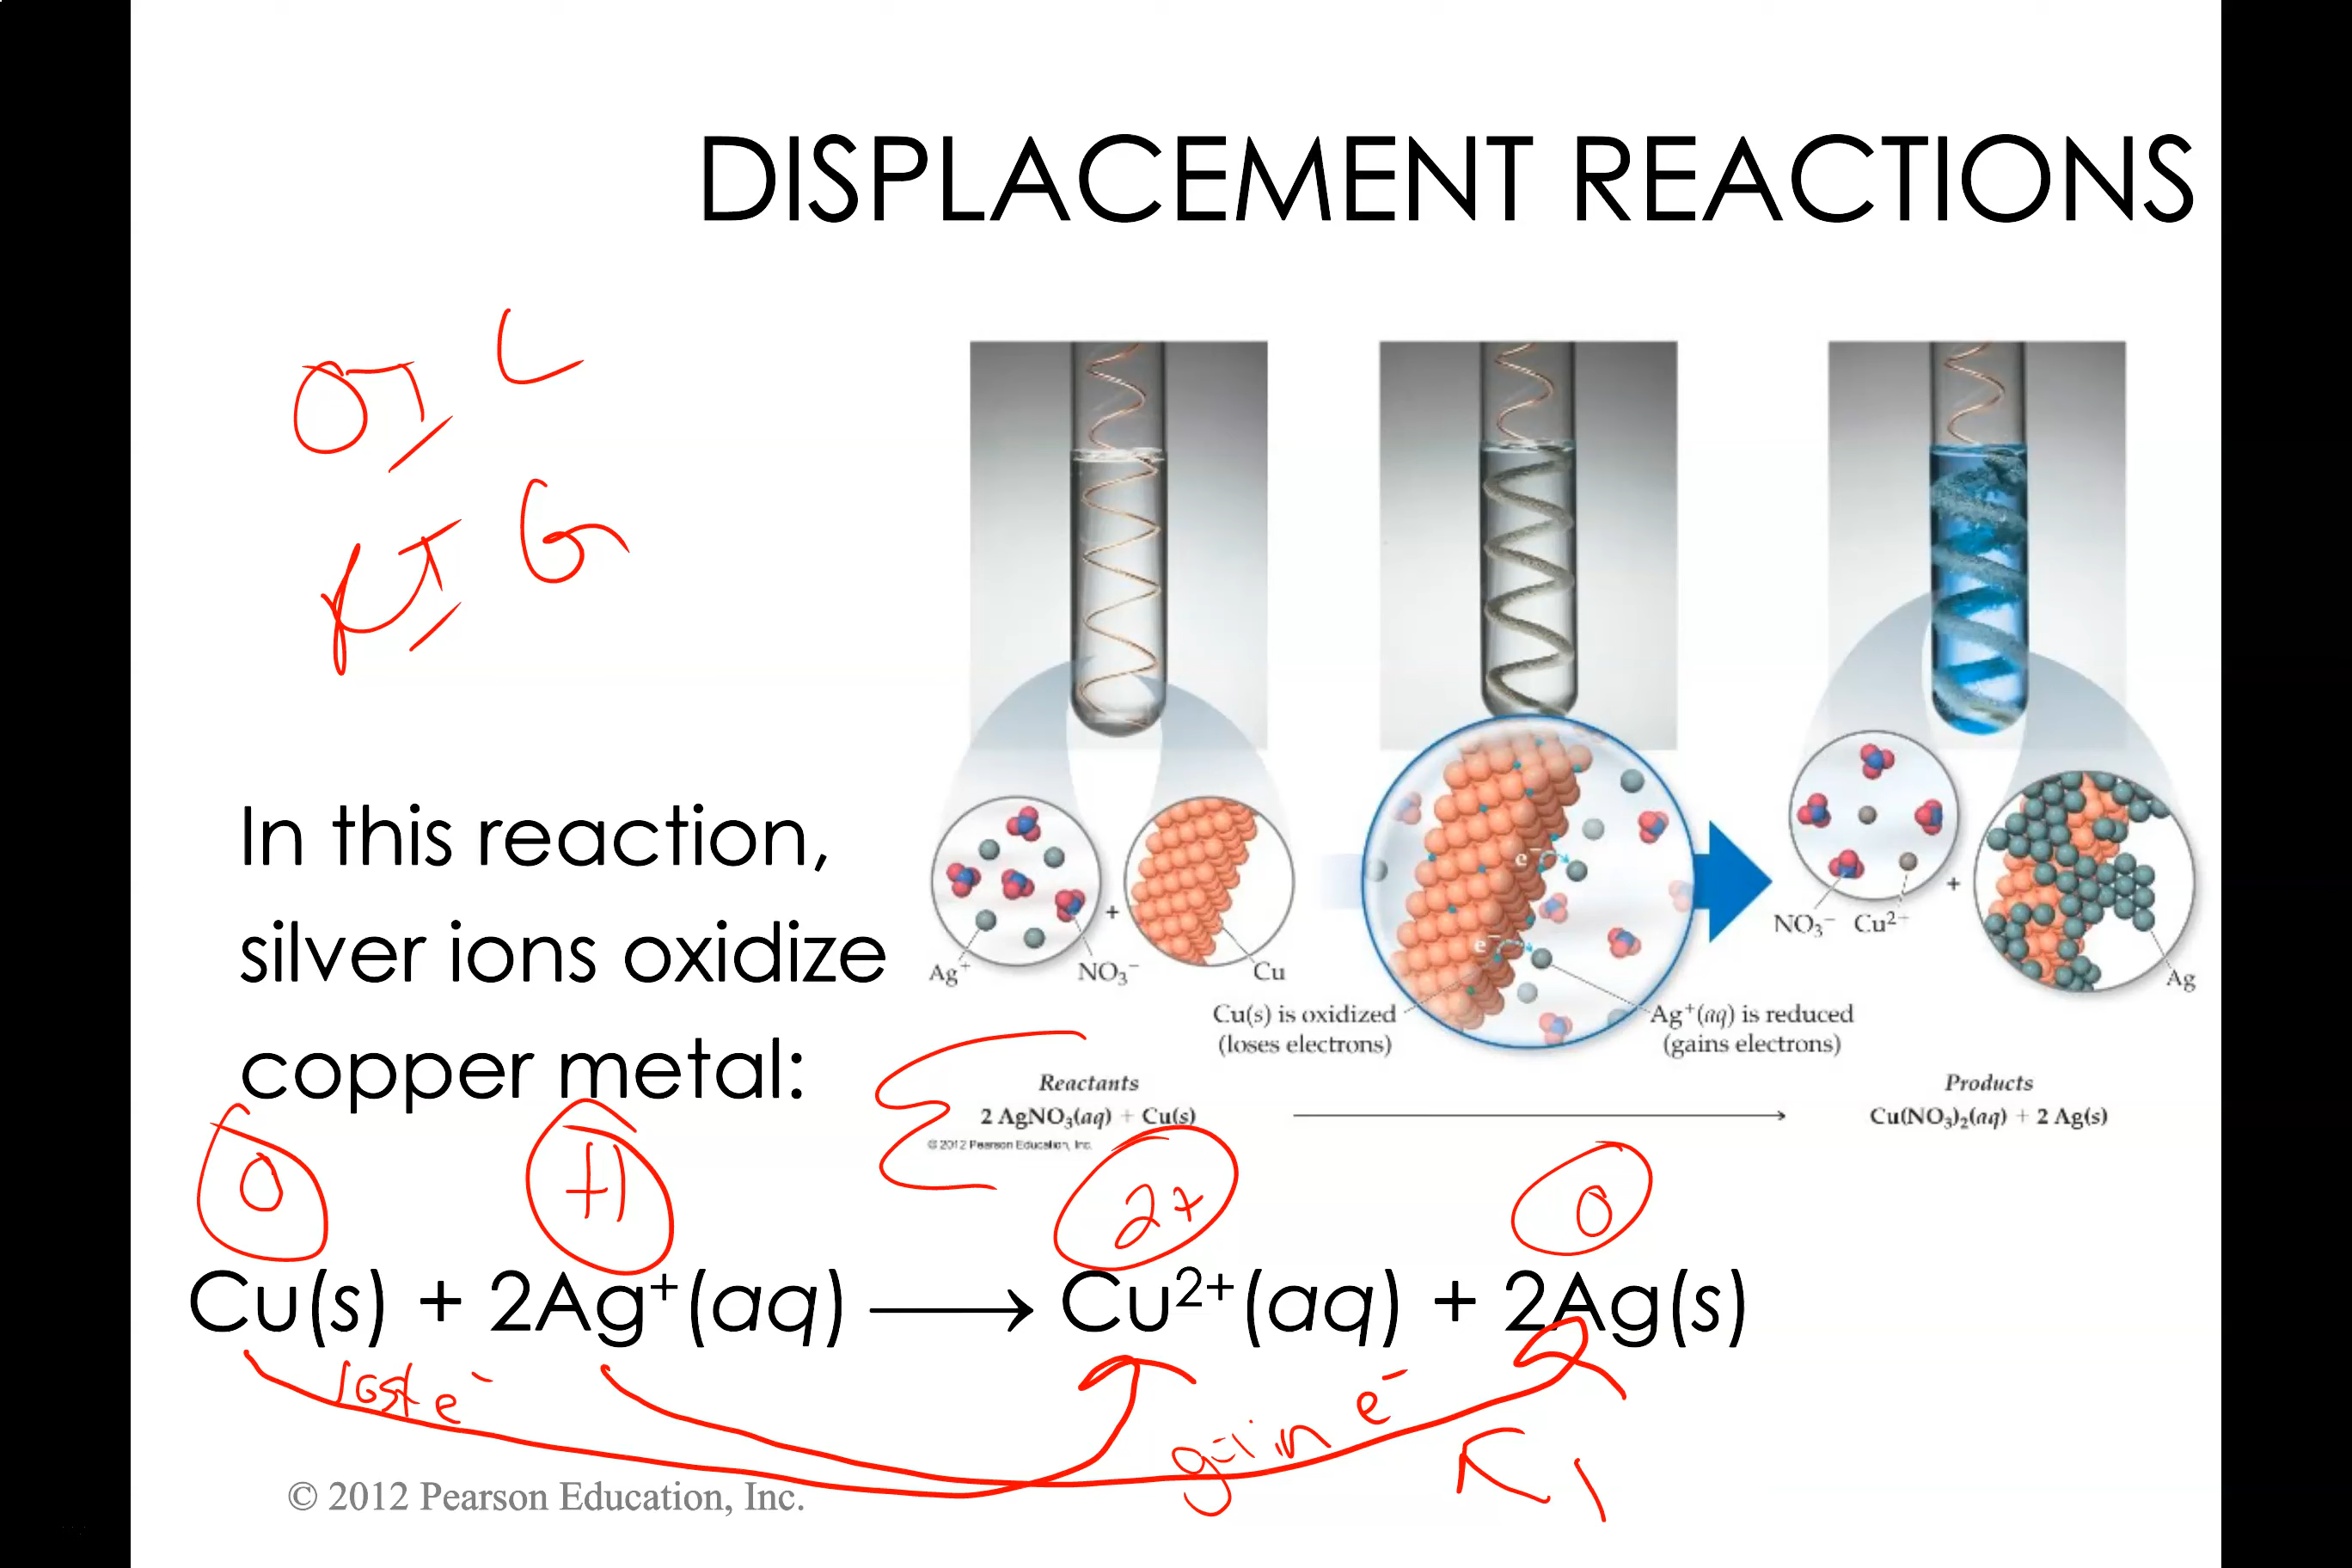 DISPLACEMENT REACTIONS
OI L
RI G
In this reaction,
silver ions oxidize
copper metal:
Ag⁺
NO₃⁻
Cu
e⁻
e⁻
Cu(s) is oxidized
(loses electrons)
Ag⁺(aq) is reduced
(gains electrons)
NO₃⁻ Cu²⁺
+
+
Ag
Reactants
2 AgNO₃(aq) + Cu(s)
Products
Cu(NO₃)₂(aq) + 2 Ag(s)
© 2012 Pearson Education, Inc.
0 +1 2+ 0
Cu(s) + 2Ag⁺(aq) ⟶ Cu²⁺(aq) + 2Ag(s)
lost e⁻
gain e⁻
© 2012 Pearson Education, Inc.